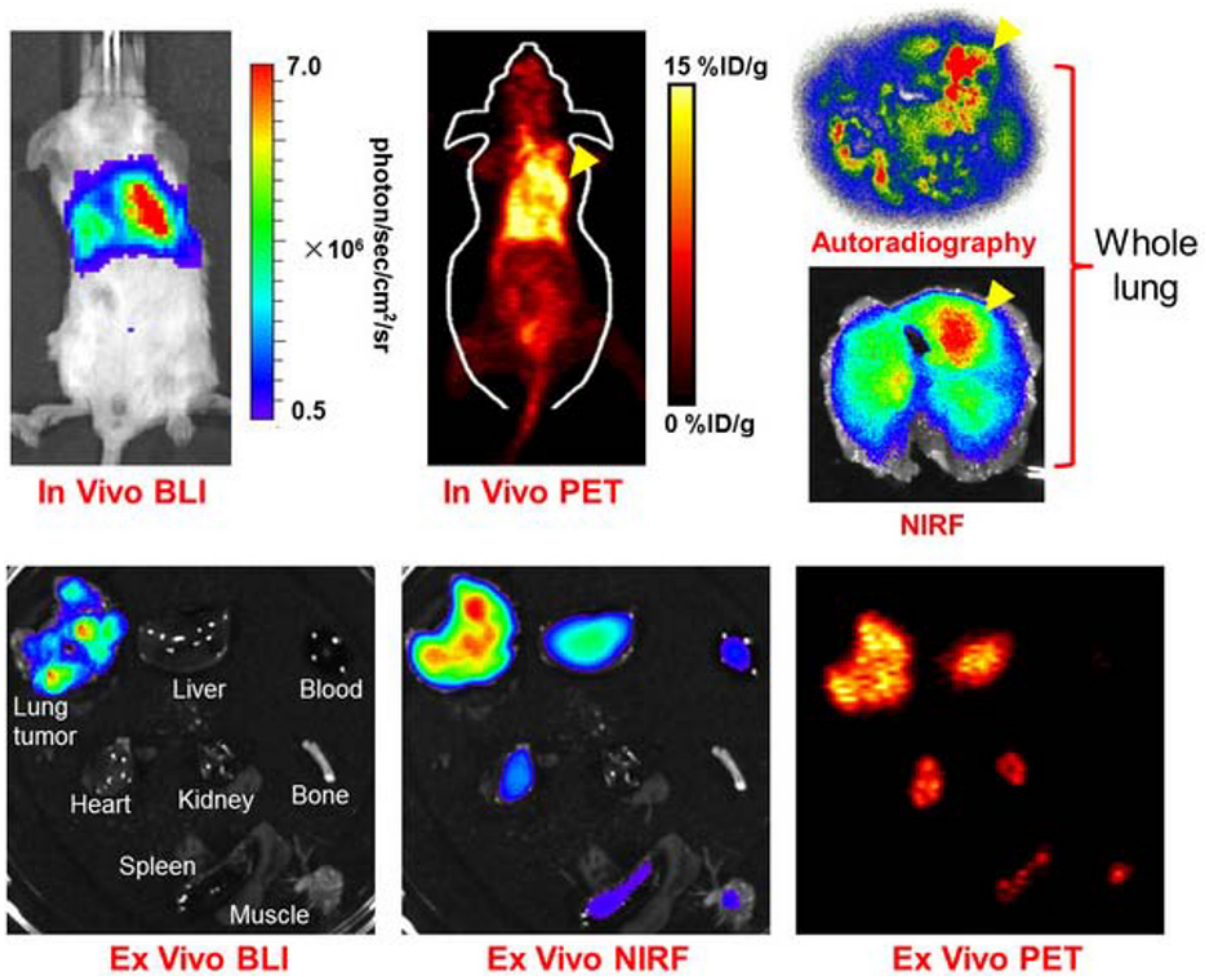 7.0
photon/sec/cm²/sr
×10⁶
0.5
In Vivo BLI
15 %ID/g
0 %ID/g
In Vivo PET
Autoradiography
Whole
lung
NIRF
Lung
tumor
Liver
Blood
Heart
Kidney
Bone
Spleen
Muscle
Ex Vivo BLI
Ex Vivo NIRF
Ex Vivo PET